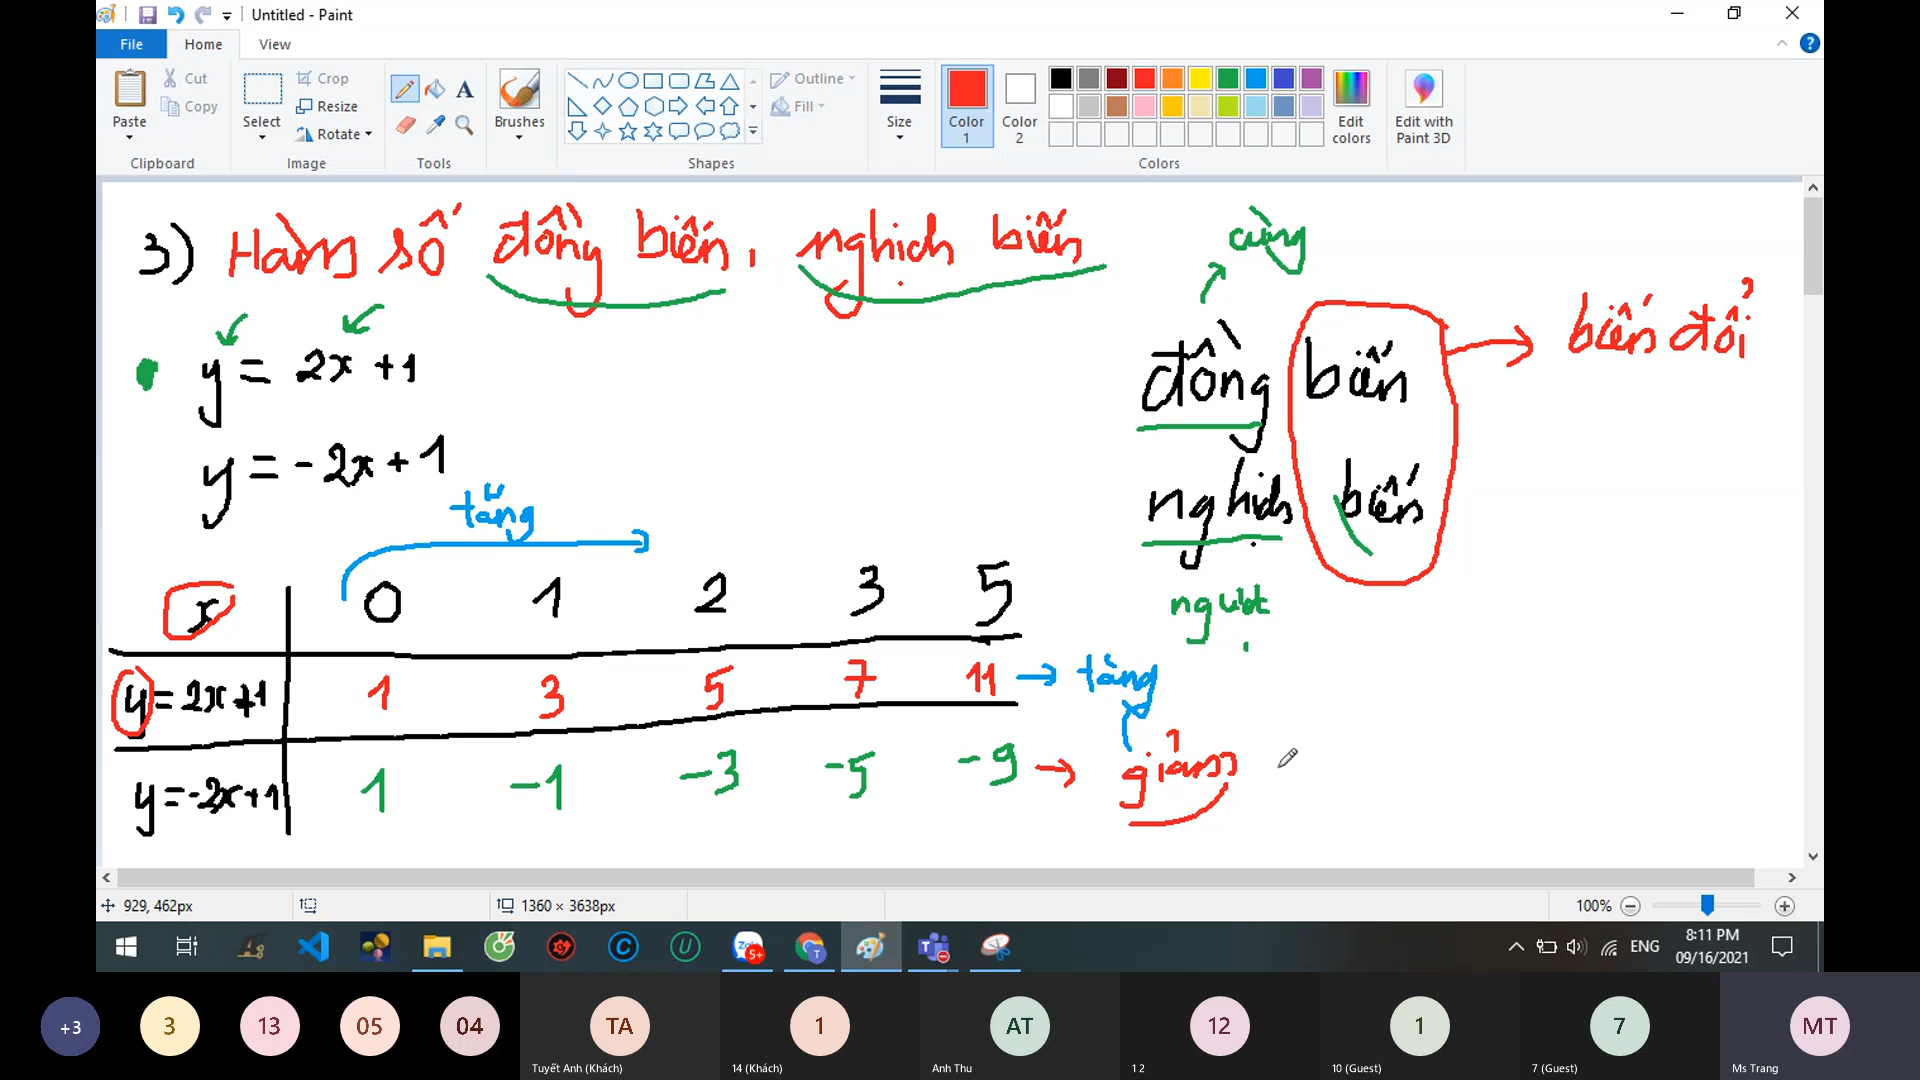 Untitled - Paint
File Home View
Paste Cut Copy Clipboard
Select Crop Resize Rotate Image
Tools
Brushes
Outline Fill Shapes
Size
Color 1 Color 2
Edit colors Colors
Edit with Paint 3D
3) Hàm số đồng biến, nghịch biến
cùng
y = 2x + 1
đồng biến
biến đổi
y = -2x + 1
nghịch biến
tăng
ngược
x 0 1 2 3 5
y = 2x + 1 1 3 5 7 11 → tăng
y = -2x + 1 1 -1 -3 -5 -9 → giảm
929, 462px 1360 × 3638px 100%
5+
ENG
8:11 PM
09/16/2021
+3 3 13 05 04 TA 1 AT 12 1 7 MT
Tuyết Anh (Khách) 14 (Khách) Anh Thu 1 2 10 (Guest) 7 (Guest) Ms Trang